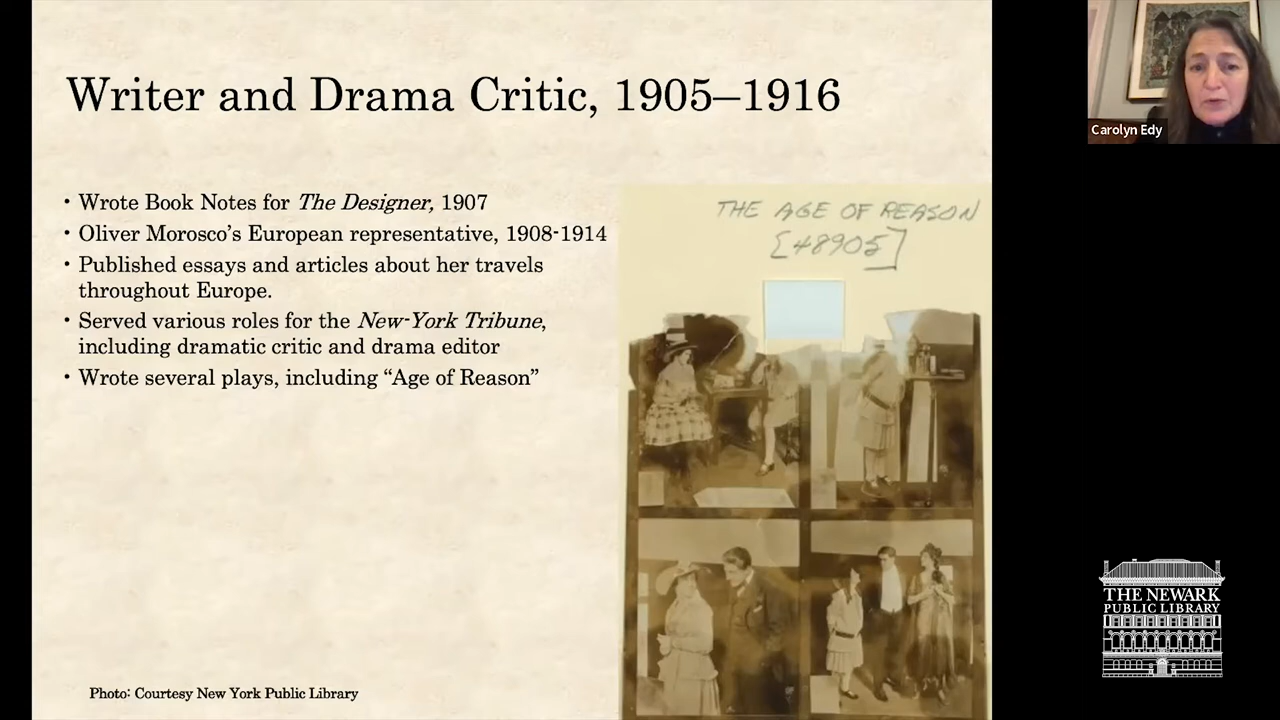 Writer and Drama Critic, 1905–1916
• Wrote Book Notes for The Designer, 1907
• Oliver Morosco’s European representative, 1908-1914
• Published essays and articles about her travels
throughout Europe.
• Served various roles for the New-York Tribune,
including dramatic critic and drama editor
• Wrote several plays, including “Age of Reason”
THE AGE OF REASON
[48905]
Photo: Courtesy New York Public Library
Carolyn Edy
THE NEWARK
PUBLIC LIBRARY